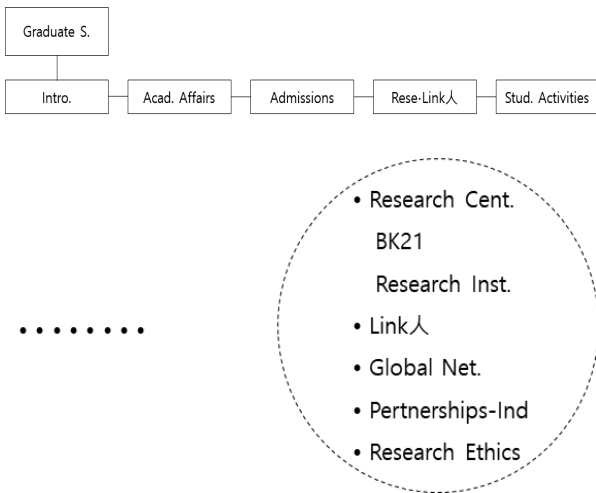 Graduate S.
Intro.
Acad. Affairs
Admissions
Rese·Link人
Stud. Activities
• Research Cent.
BK21
Research Inst.
• Link人
• Global Net.
• Pertnerships-Ind
• Research Ethics
• • • • • • • •